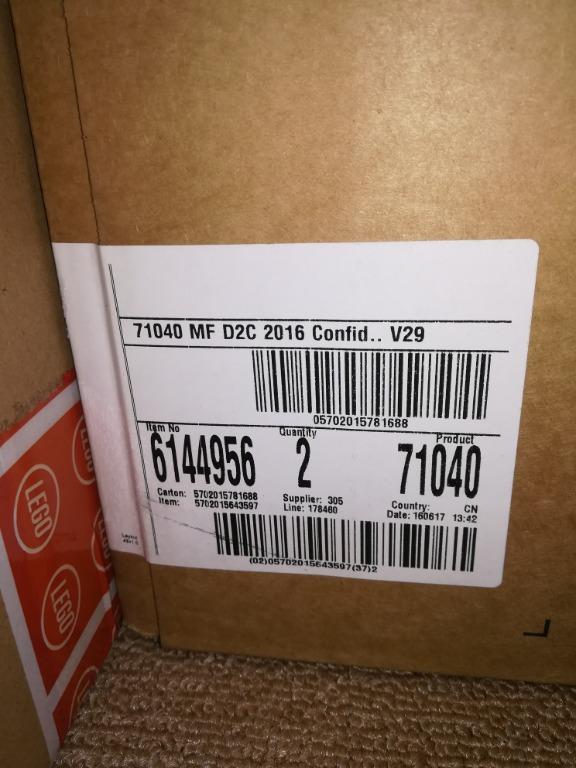 71040 MF D2C 2016 Confid.. V29
05702015781688
Item No Quantity Product
6144956 2 71040
Carton: 5702015781688 Supplier: 305 Country: CN
Item: 5702015643597 Line: 178460 Date: 160617 13:42
(02)05702015643597(37)2
LEGO
LEGO